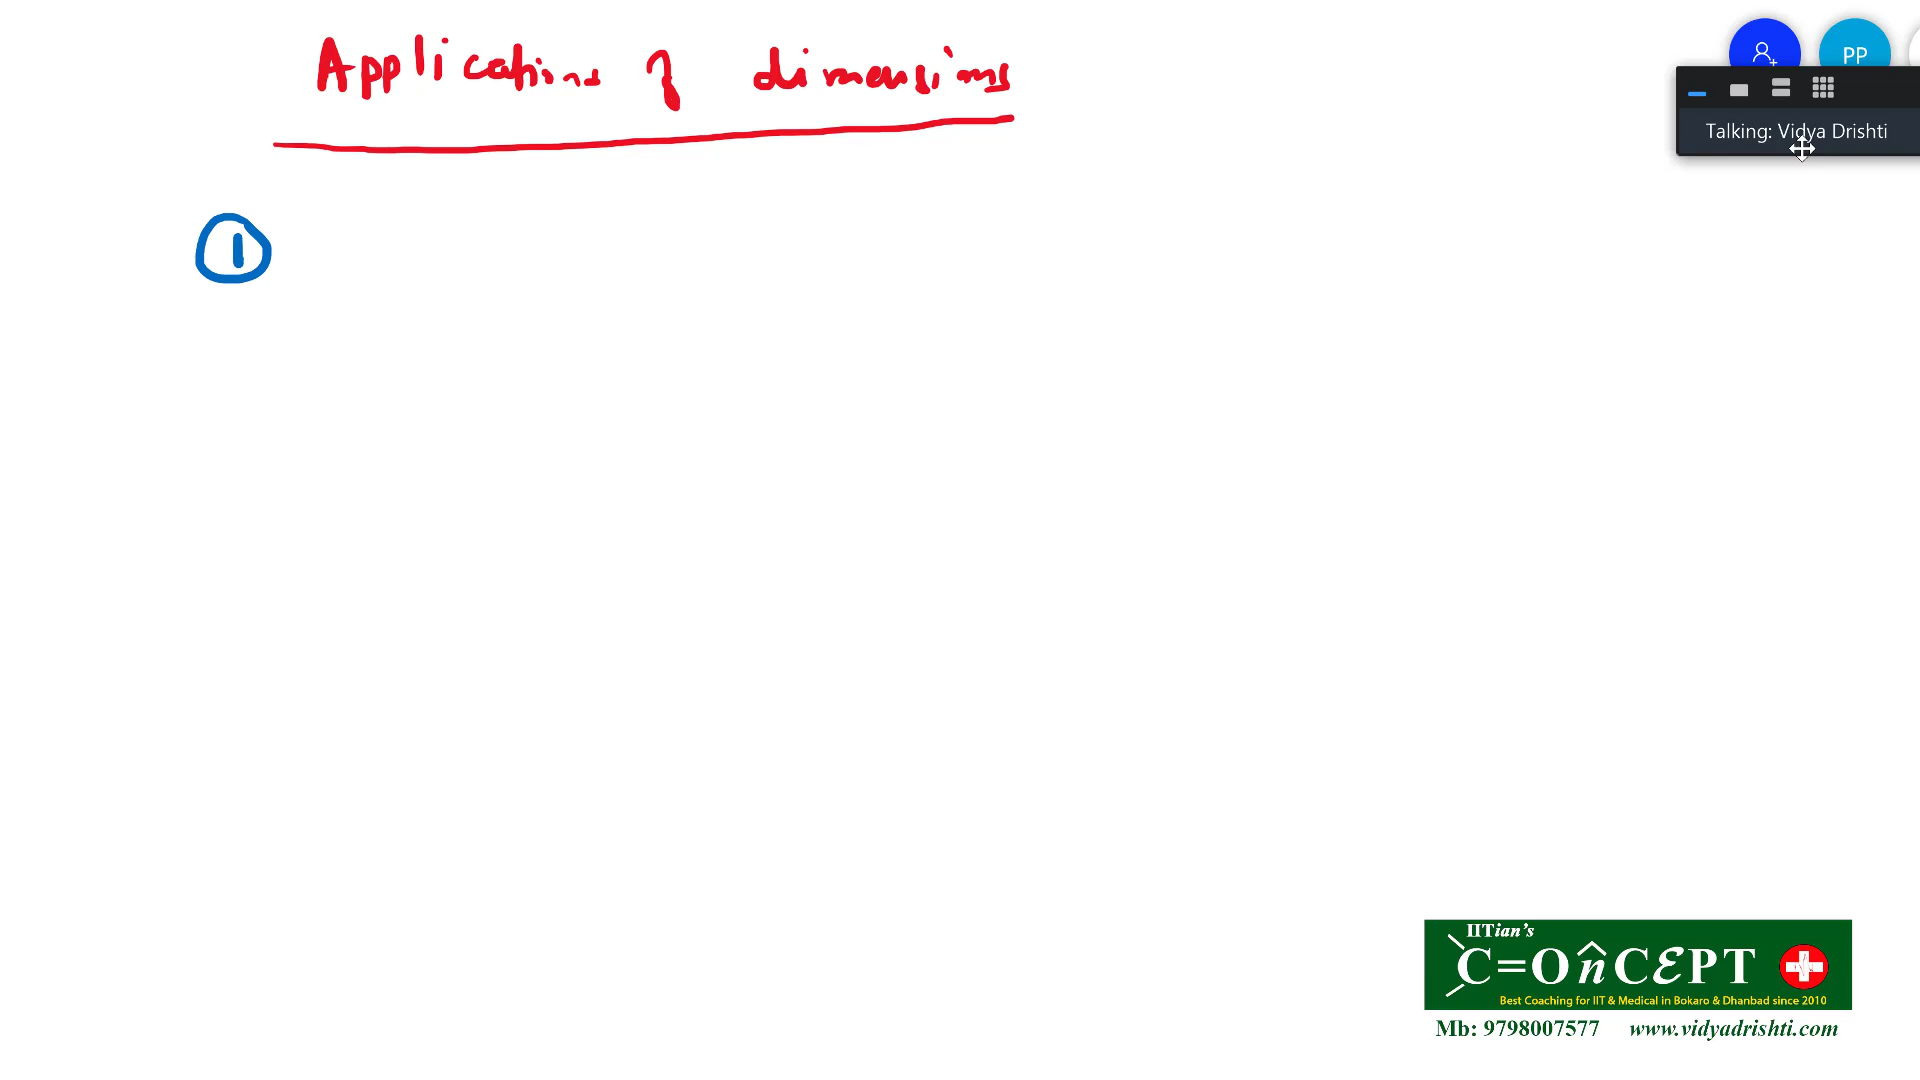 Applications of dimensions
PP
Talking: Vidya Drishti
1
IITian's
C=OnCEPT
Best Coaching for IIT & Medical in Bokaro & Dhanbad since 2010
Mb: 9798007577 www.vidyadrishti.com